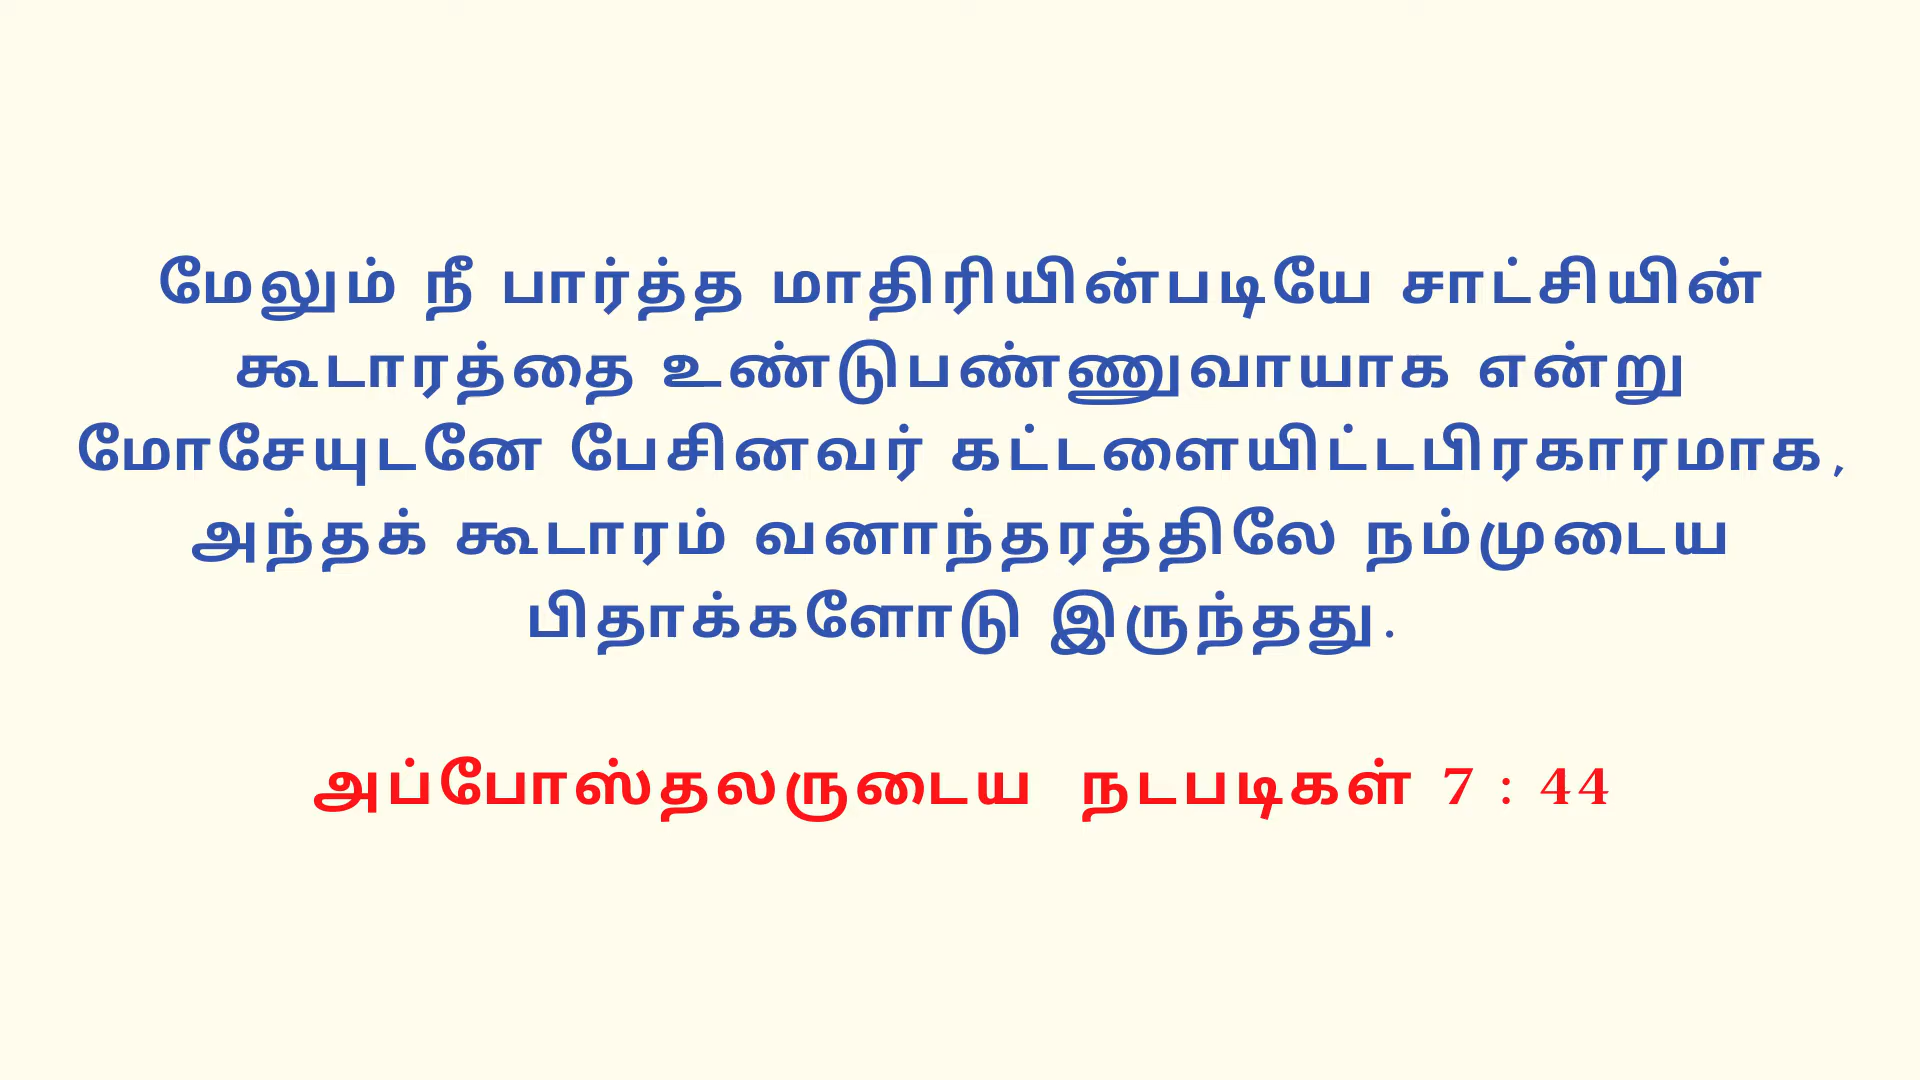 மேலும் நீ பார்த்த மாதிரியின்படியே சாட்சியின்
கூடாரத்தை உண்டுபண்ணுவாயாக என்று
மோசேயுடனே பேசினவர் கட்டளையிட்டபிரகாரமாக,
அந்தக் கூடாரம் வனாந்தரத்திலே நம்முடைய
பிதாக்களோடு இருந்தது.
அப்போஸ்தலருடைய நடபடிகள் 7 : 44